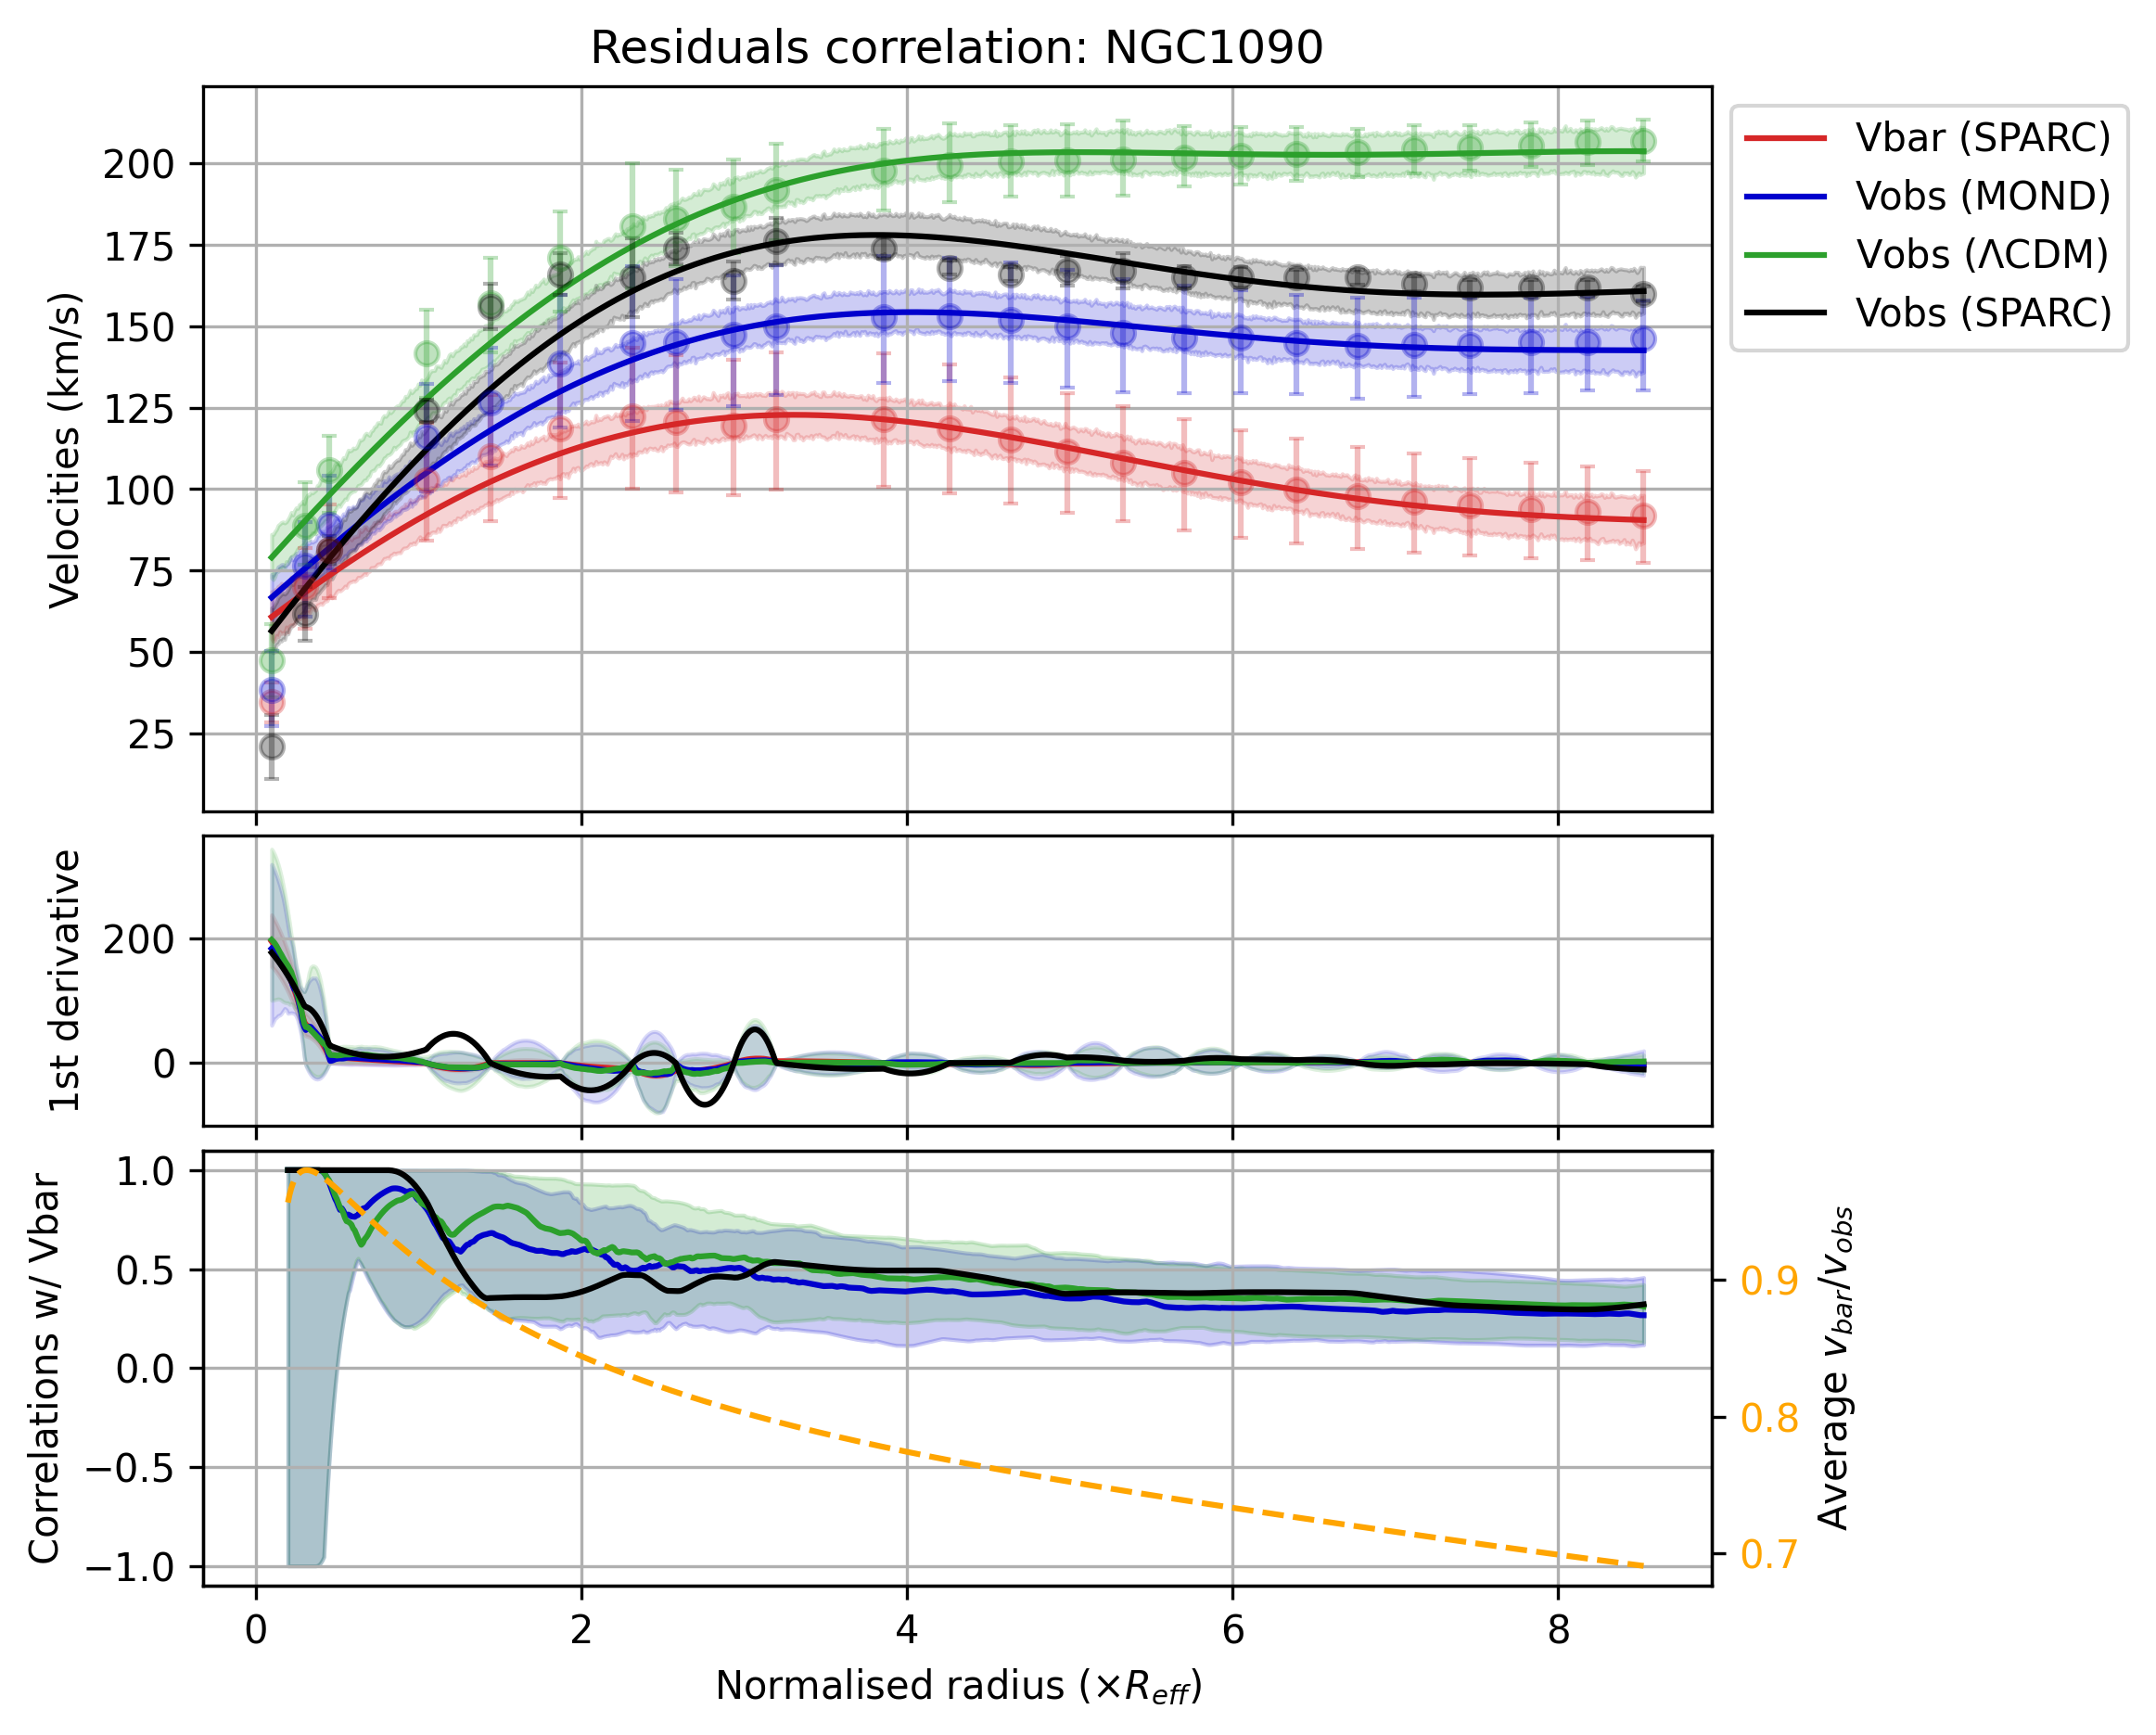 Residuals correlation: NGC1090
Velocities (km/s)
200
175
150
125
100
75
50
25
Vbar (SPARC)
Vobs (MOND)
Vobs (ΛCDM)
Vobs (SPARC)
1st derivative
200
0
Correlations w/ Vbar
1.0
0.5
0.0
−0.5
−1.0
0.9
0.8
0.7
Average v_bar/v_obs
0 2 4 6 8
Normalised radius (×R_eff)